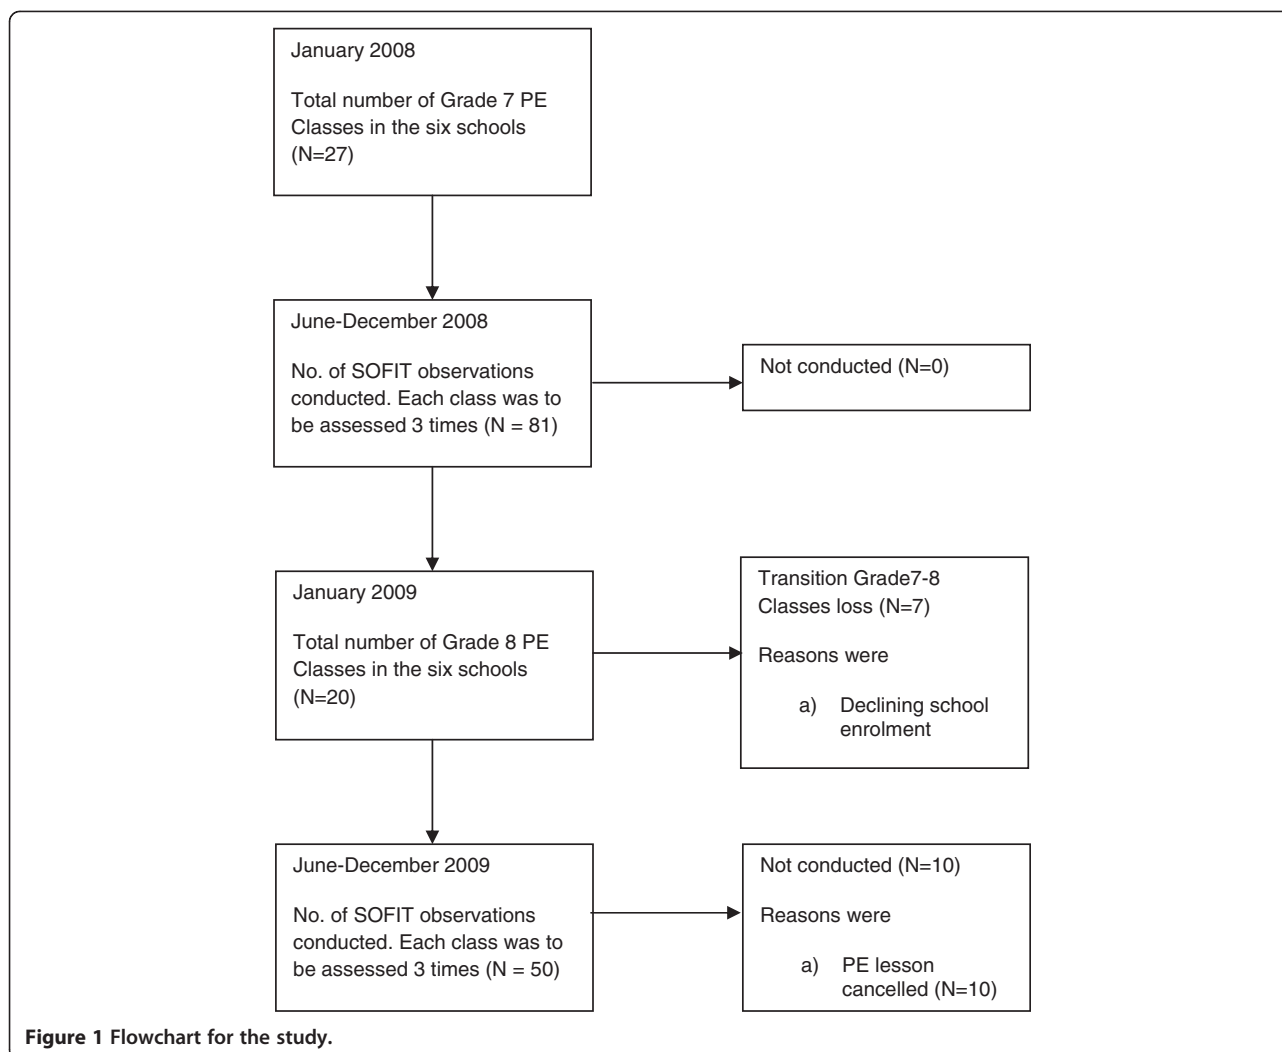 January 2008
Total number of Grade 7 PE
Classes in the six schools
(N=27)
June-December 2008
No. of SOFIT observations
conducted. Each class was to
be assessed 3 times (N = 81)
Not conducted (N=0)
January 2009
Total number of Grade 8 PE
Classes in the six schools
(N=20)
Transition Grade7-8
Classes loss (N=7)
Reasons were
a) Declining school
enrolment
June-December 2009
No. of SOFIT observations
conducted. Each class was to
be assessed 3 times (N = 50)
Not conducted (N=10)
Reasons were
a) PE lesson
cancelled (N=10)
Figure 1 Flowchart for the study.